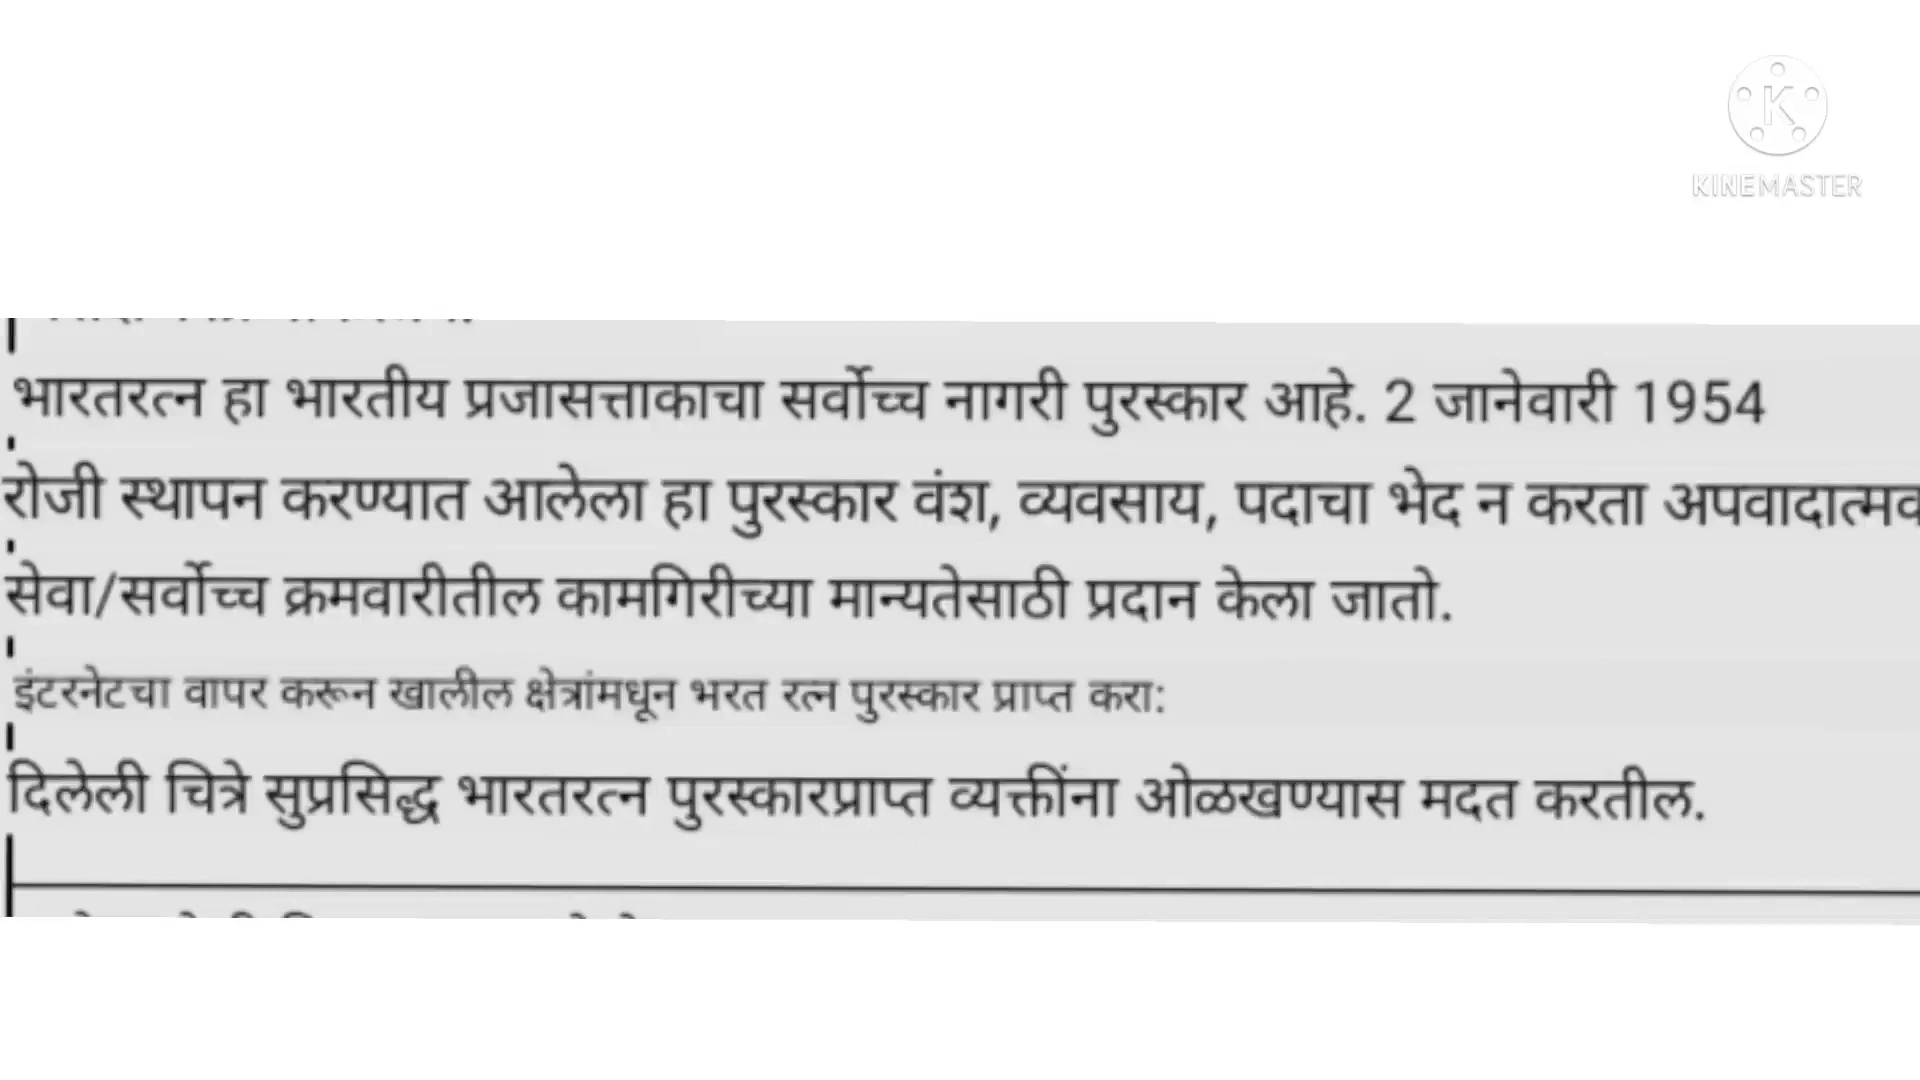 KINEMASTER
भारतरत्न हा भारतीय प्रजासत्ताकाचा सर्वोच्च नागरी पुरस्कार आहे. 2 जानेवारी 1954
रोजी स्थापन करण्यात आलेला हा पुरस्कार वंश, व्यवसाय, पदाचा भेद न करता
सेवा/सर्वोच्च क्रमवारीतील कामगिरीच्या मान्यतेसाठी प्रदान केला जातो.
इंटरनेटचा वापर करून खालील क्षेत्रांमधून भरत रत्न पुरस्कार प्राप्त करा:
दिलेली चित्रे सुप्रसिद्ध भारतरत्न पुरस्कारप्राप्त व्यक्तींना ओळखण्यास मदत करतील.